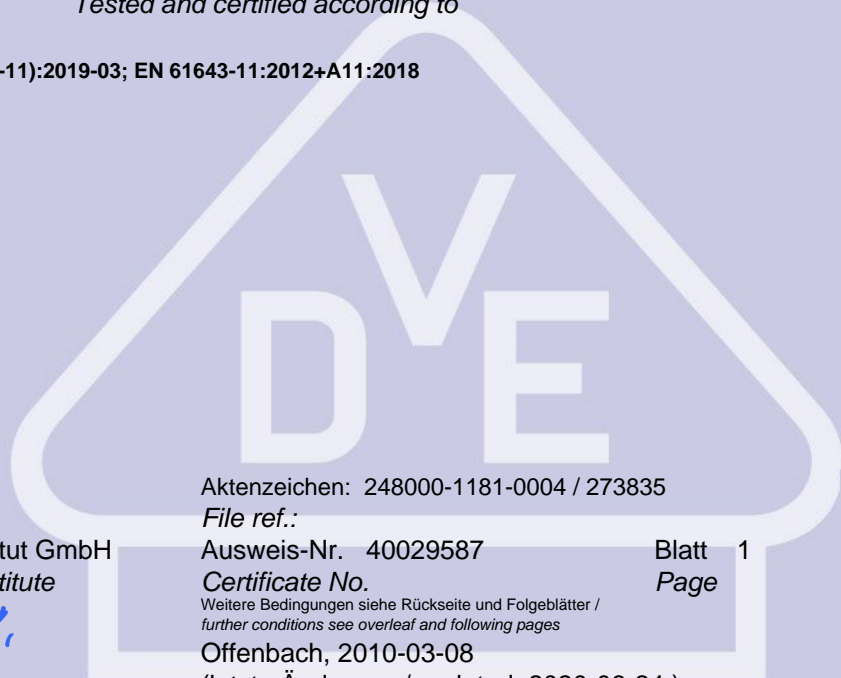 Tested and certified according to
-11):2019-03; EN 61643-11:2012+A11:2018
VDE
Aktenzeichen: 248000-1181-0004 / 273835
File ref.:
tut GmbH Ausweis-Nr. 40029587 Blatt 1
titute Certificate No. Page
Weitere Bedingungen siehe Rückseite und Folgeblätter /
further conditions see overleaf and following pages
Offenbach, 2010-03-08